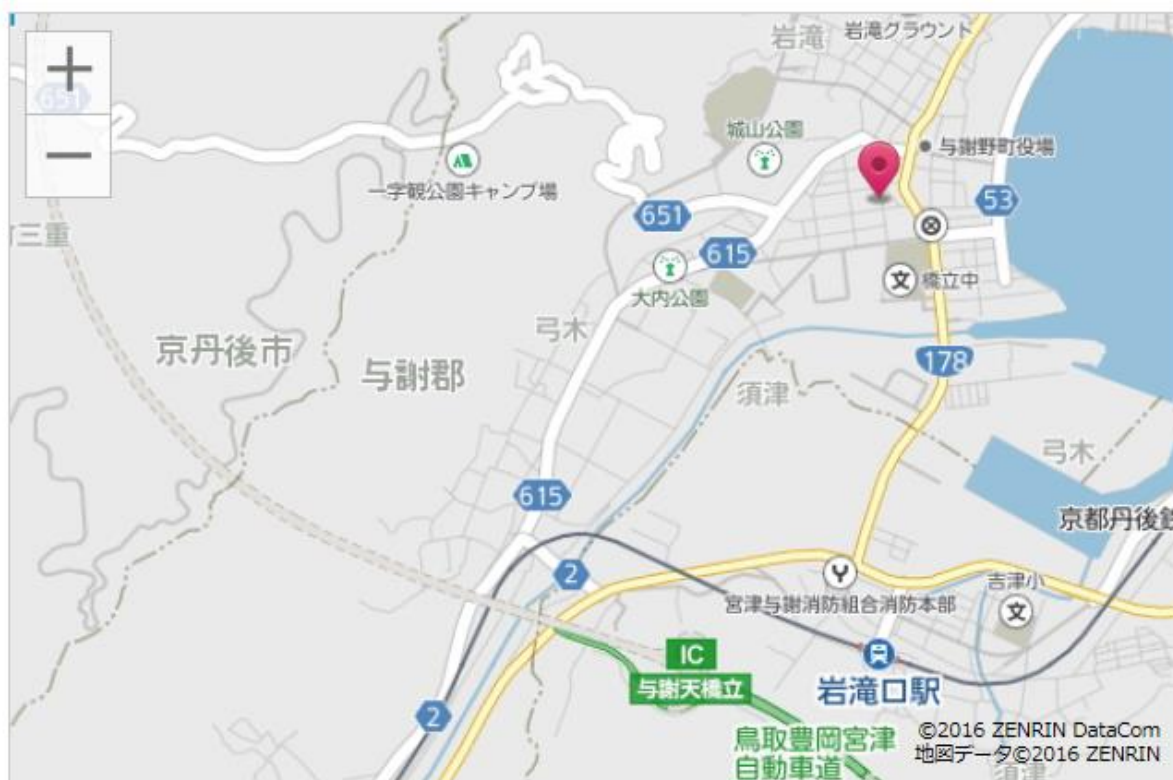 岩滝
岩滝グラウンド
+
651
城山公園
与謝野町役場
−
一字観公園キャンプ場
53
651
三重
615
文
橋立中
大内公園
弓木
京丹後市
与謝郡
178
須津
弓木
615
京都丹後鉄
2
吉津小
宮津与謝消防組合消防本部
文
IC
与謝天橋立
岩滝口駅
2
鳥取豊岡宮津
自動車道
©2016 ZENRIN DataCom
地図データ©2016 ZENRIN
須津